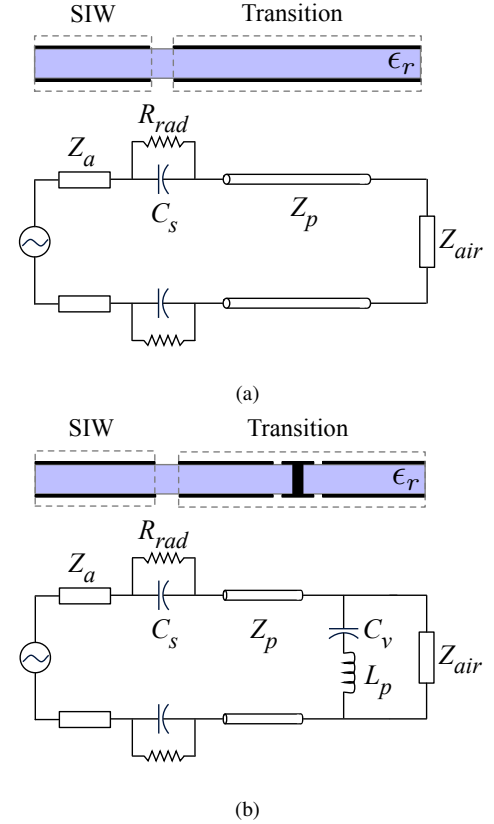 SIW Transition
ϵr
Rrad
Za
Cs
Zp
Zair
(a)
SIW Transition
ϵr
Rrad
Za
Cs
Zp
Cv
Lp
Zair
(b)